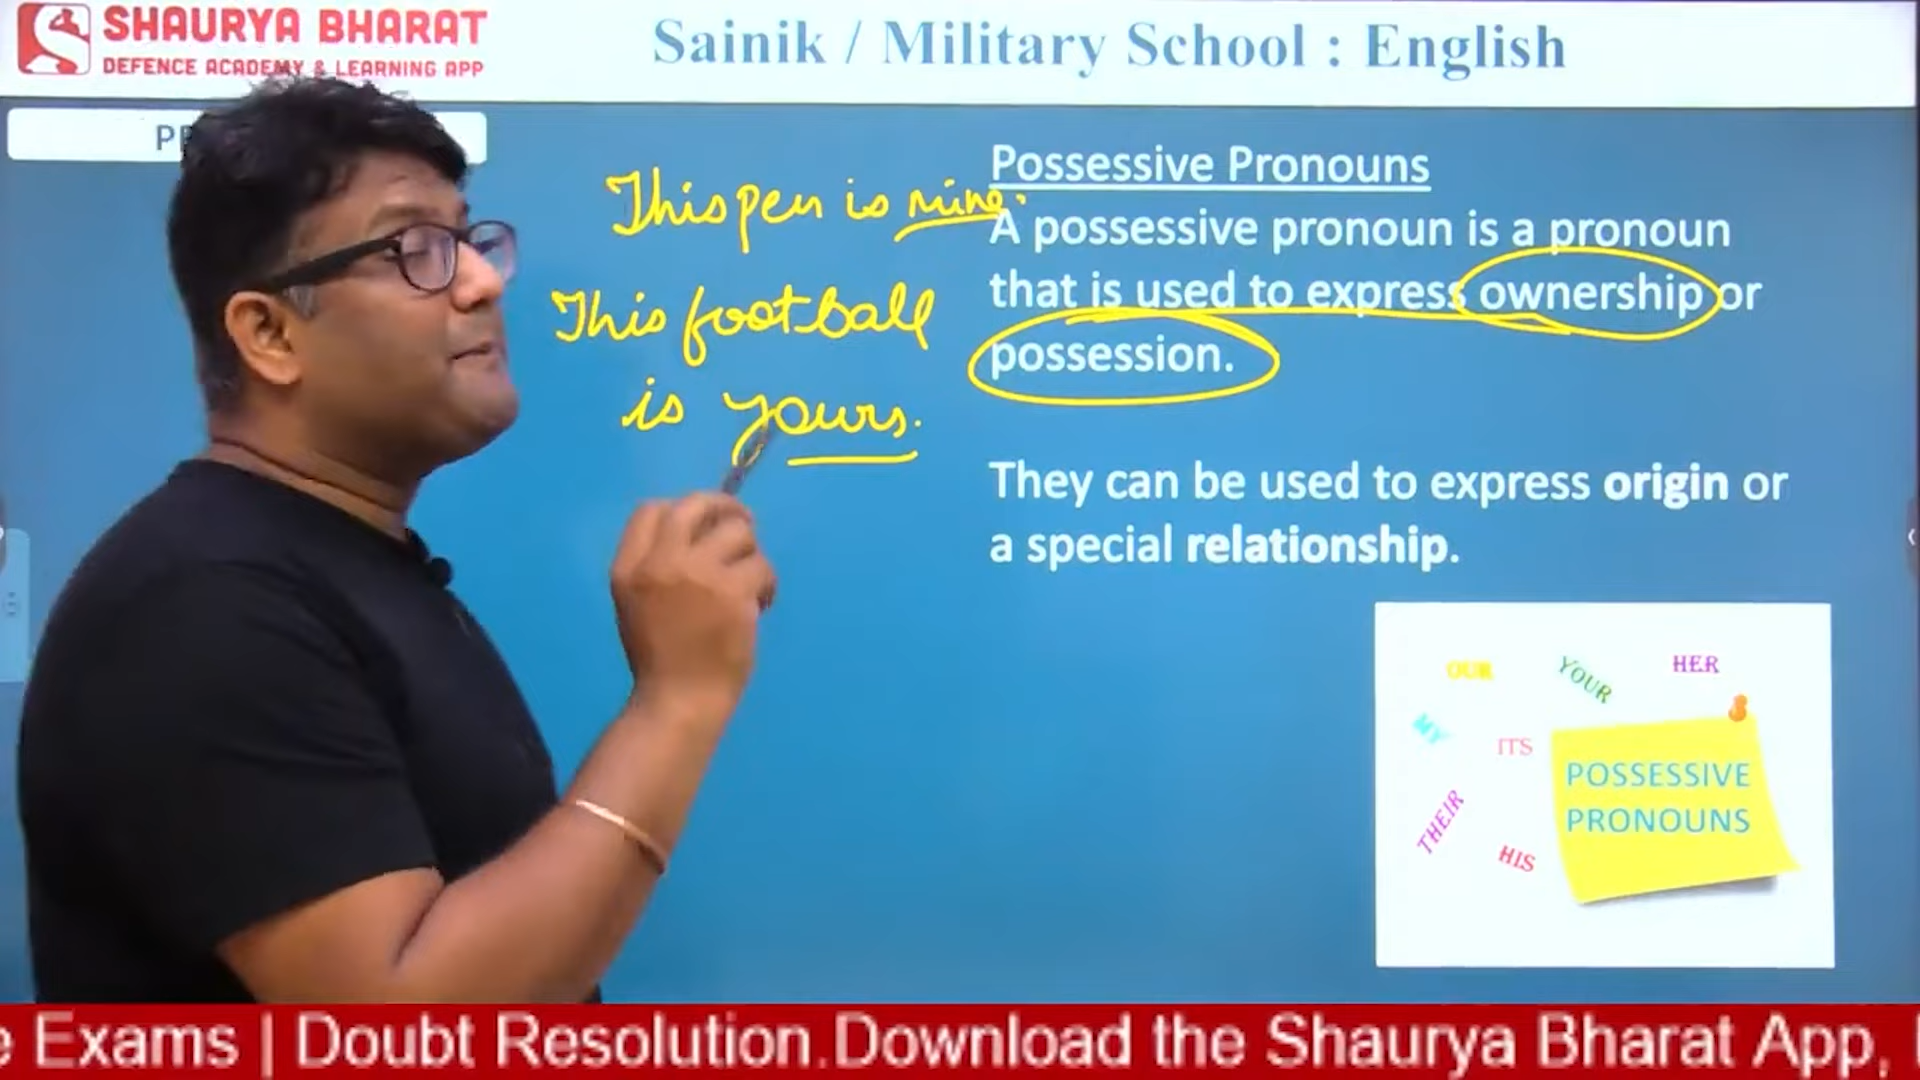 SHAURYA BHARAT
DEFENCE ACADEMY & LEARNING APP
Sainik / Military School : English
This pen is mine.
This football
is yours.
Possessive Pronouns
A possessive pronoun is a pronoun
that is used to express ownership or
possession.
They can be used to express origin or
a special relationship.
OUR YOUR HER
MY ITS
THEIR HIS
POSSESSIVE
PRONOUNS
Exams | Doubt Resolution.Download the Shaurya Bharat App,